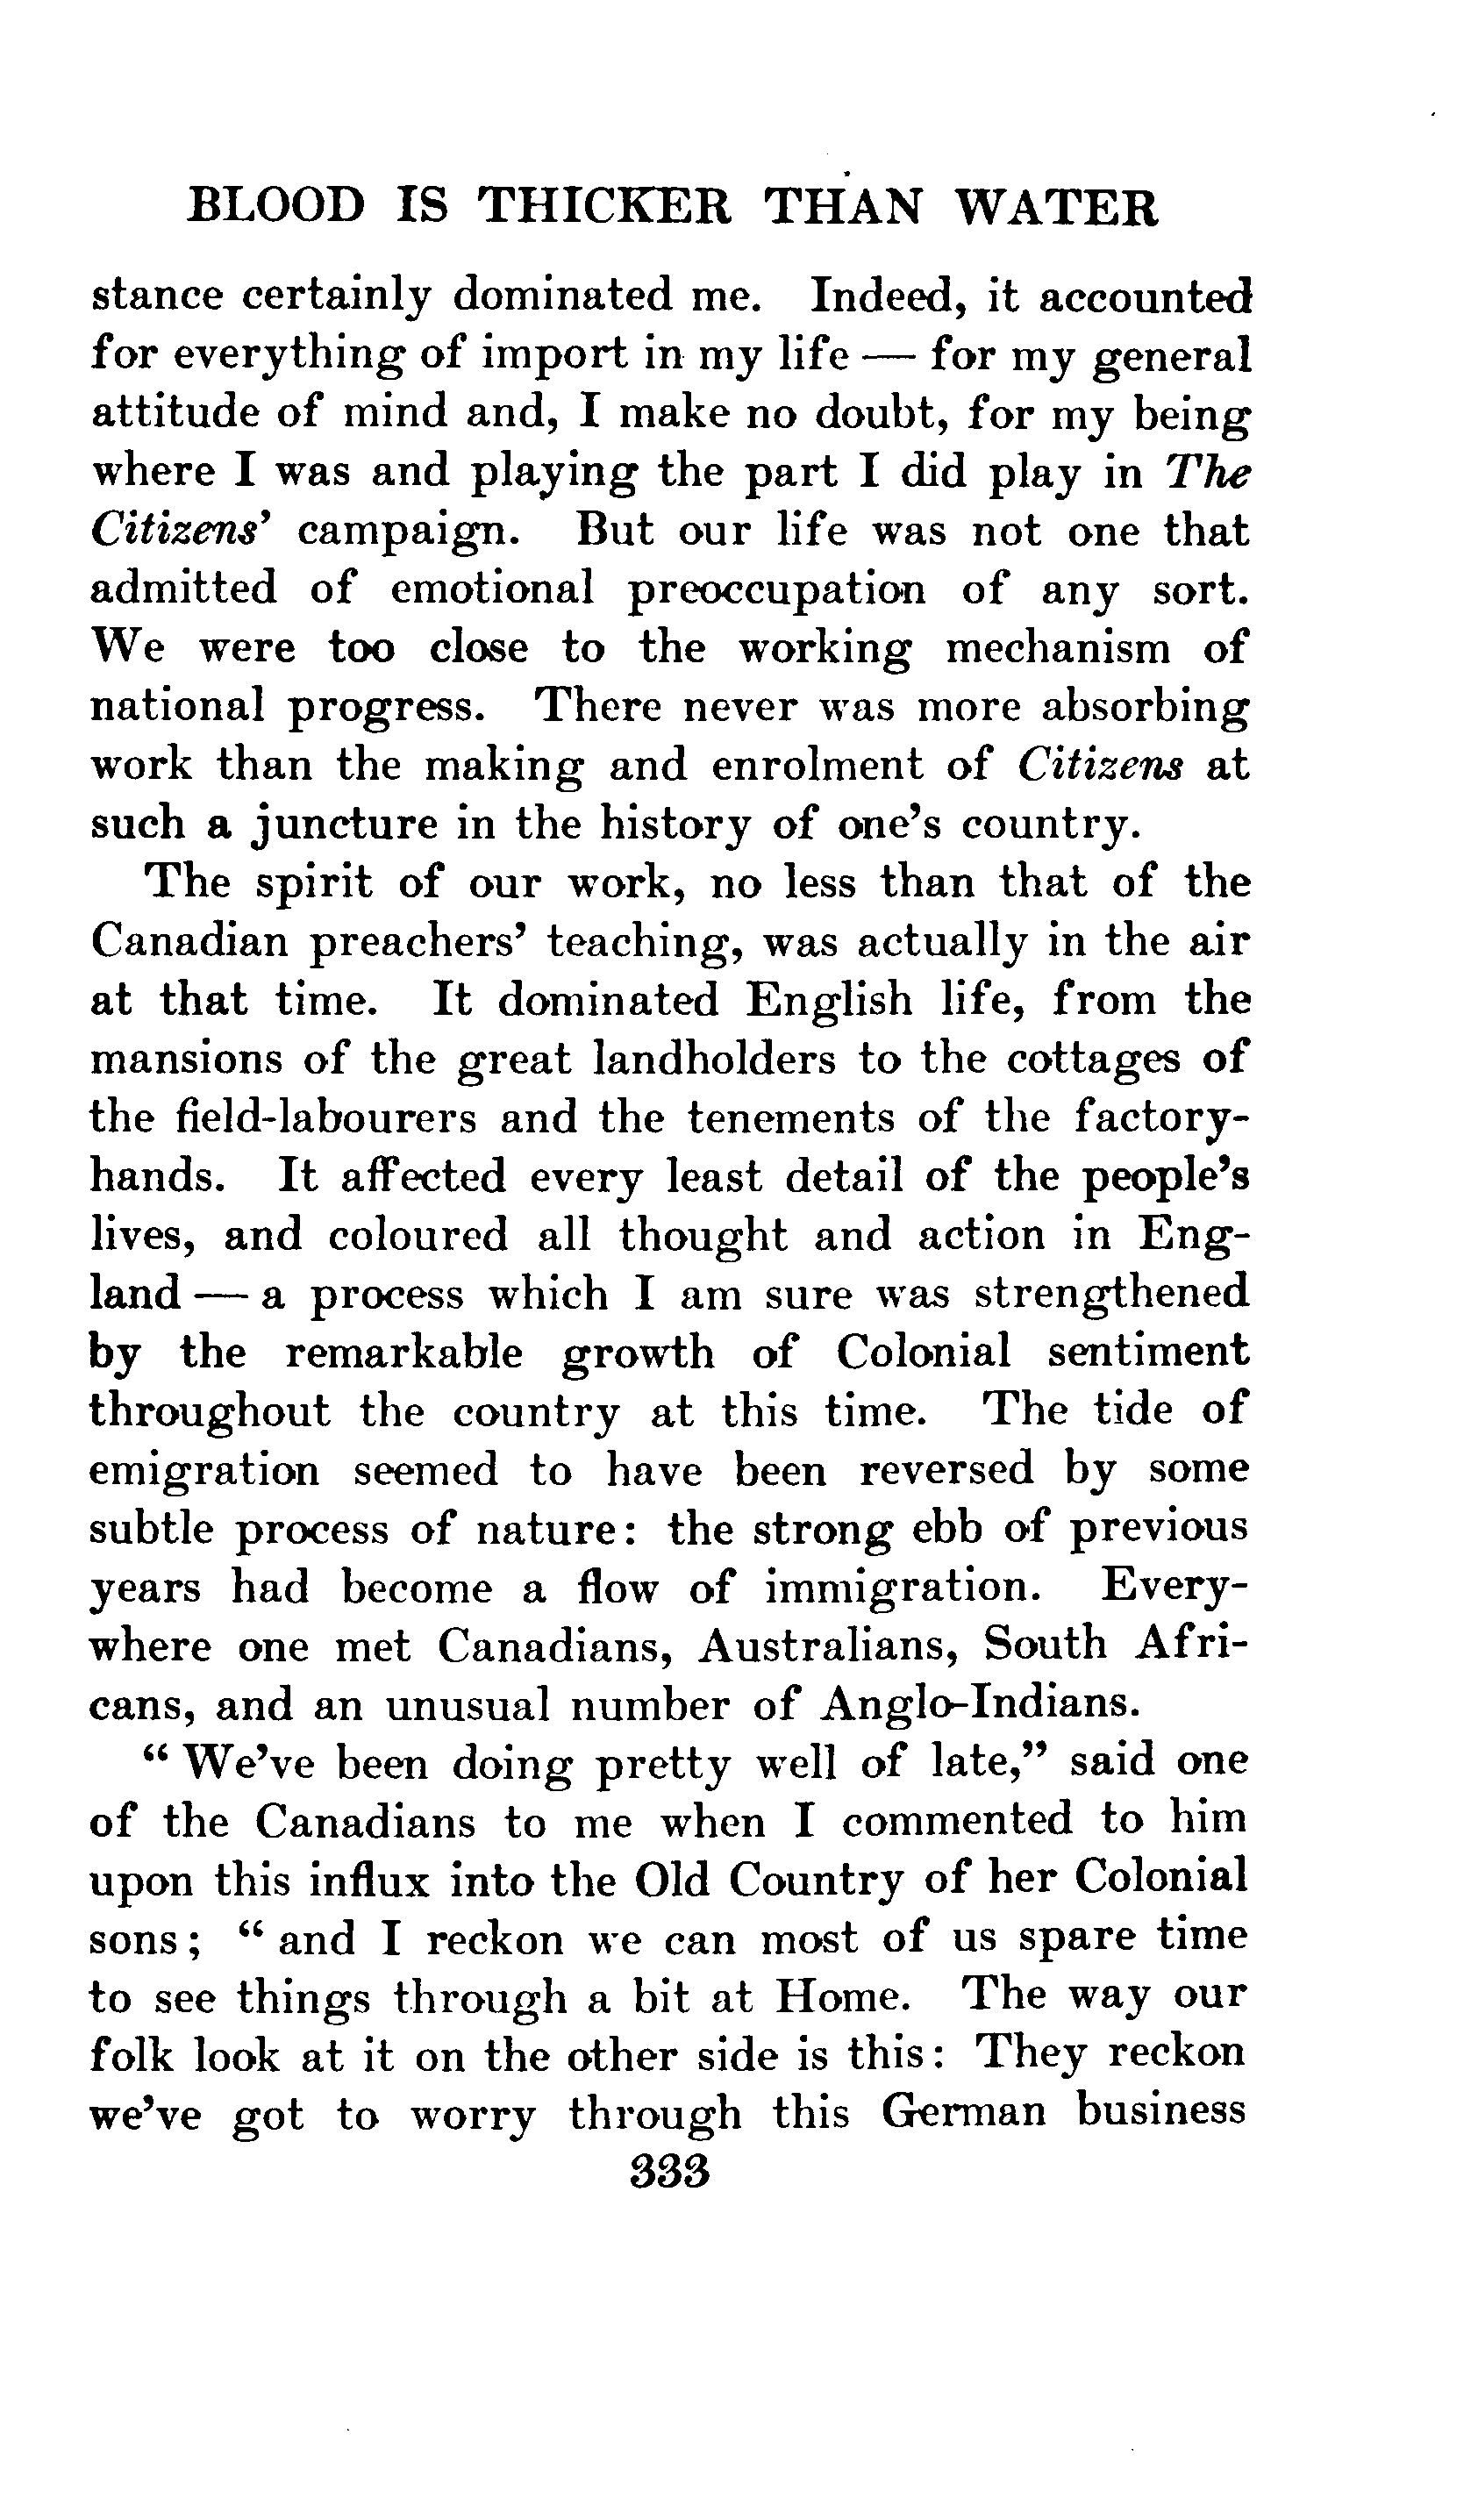 BLOOD IS THICKER THAN WATER
stance certainly dominated me. Indeed, it accounted
for everything of import in my life — for my general
attitude of mind and, I make no doubt, for my being
where I was and playing the part I did play in The
Citizens' campaign. But our life was not one that
admitted of emotional preoccupation of any sort.
We were too close to the working mechanism of
national progress. There never was more absorbing
work than the making and enrolment of Citizens at
such a juncture in the history of one's country.
The spirit of our work, no less than that of the
Canadian preachers' teaching, was actually in the air
at that time. It dominated English life, from the
mansions of the great landholders to the cottages of
the field-labourers and the tenements of the factory-
hands. It affected every least detail of the people's
lives, and coloured all thought and action in Eng-
land — a process which I am sure was strengthened
by the remarkable growth of Colonial sentiment
throughout the country at this time. The tide of
emigration seemed to have been reversed by some
subtle process of nature: the strong ebb of previous
years had become a flow of immigration. Every-
where one met Canadians, Australians, South Afri-
cans, and an unusual number of Anglo-Indians.
“ We've been doing pretty well of late,” said one
of the Canadians to me when I commented to him
upon this influx into the Old Country of her Colonial
sons; “ and I reckon we can most of us spare time
to see things through a bit at Home. The way our
folk look at it on the other side is this: They reckon
we've got to worry through this German business
333